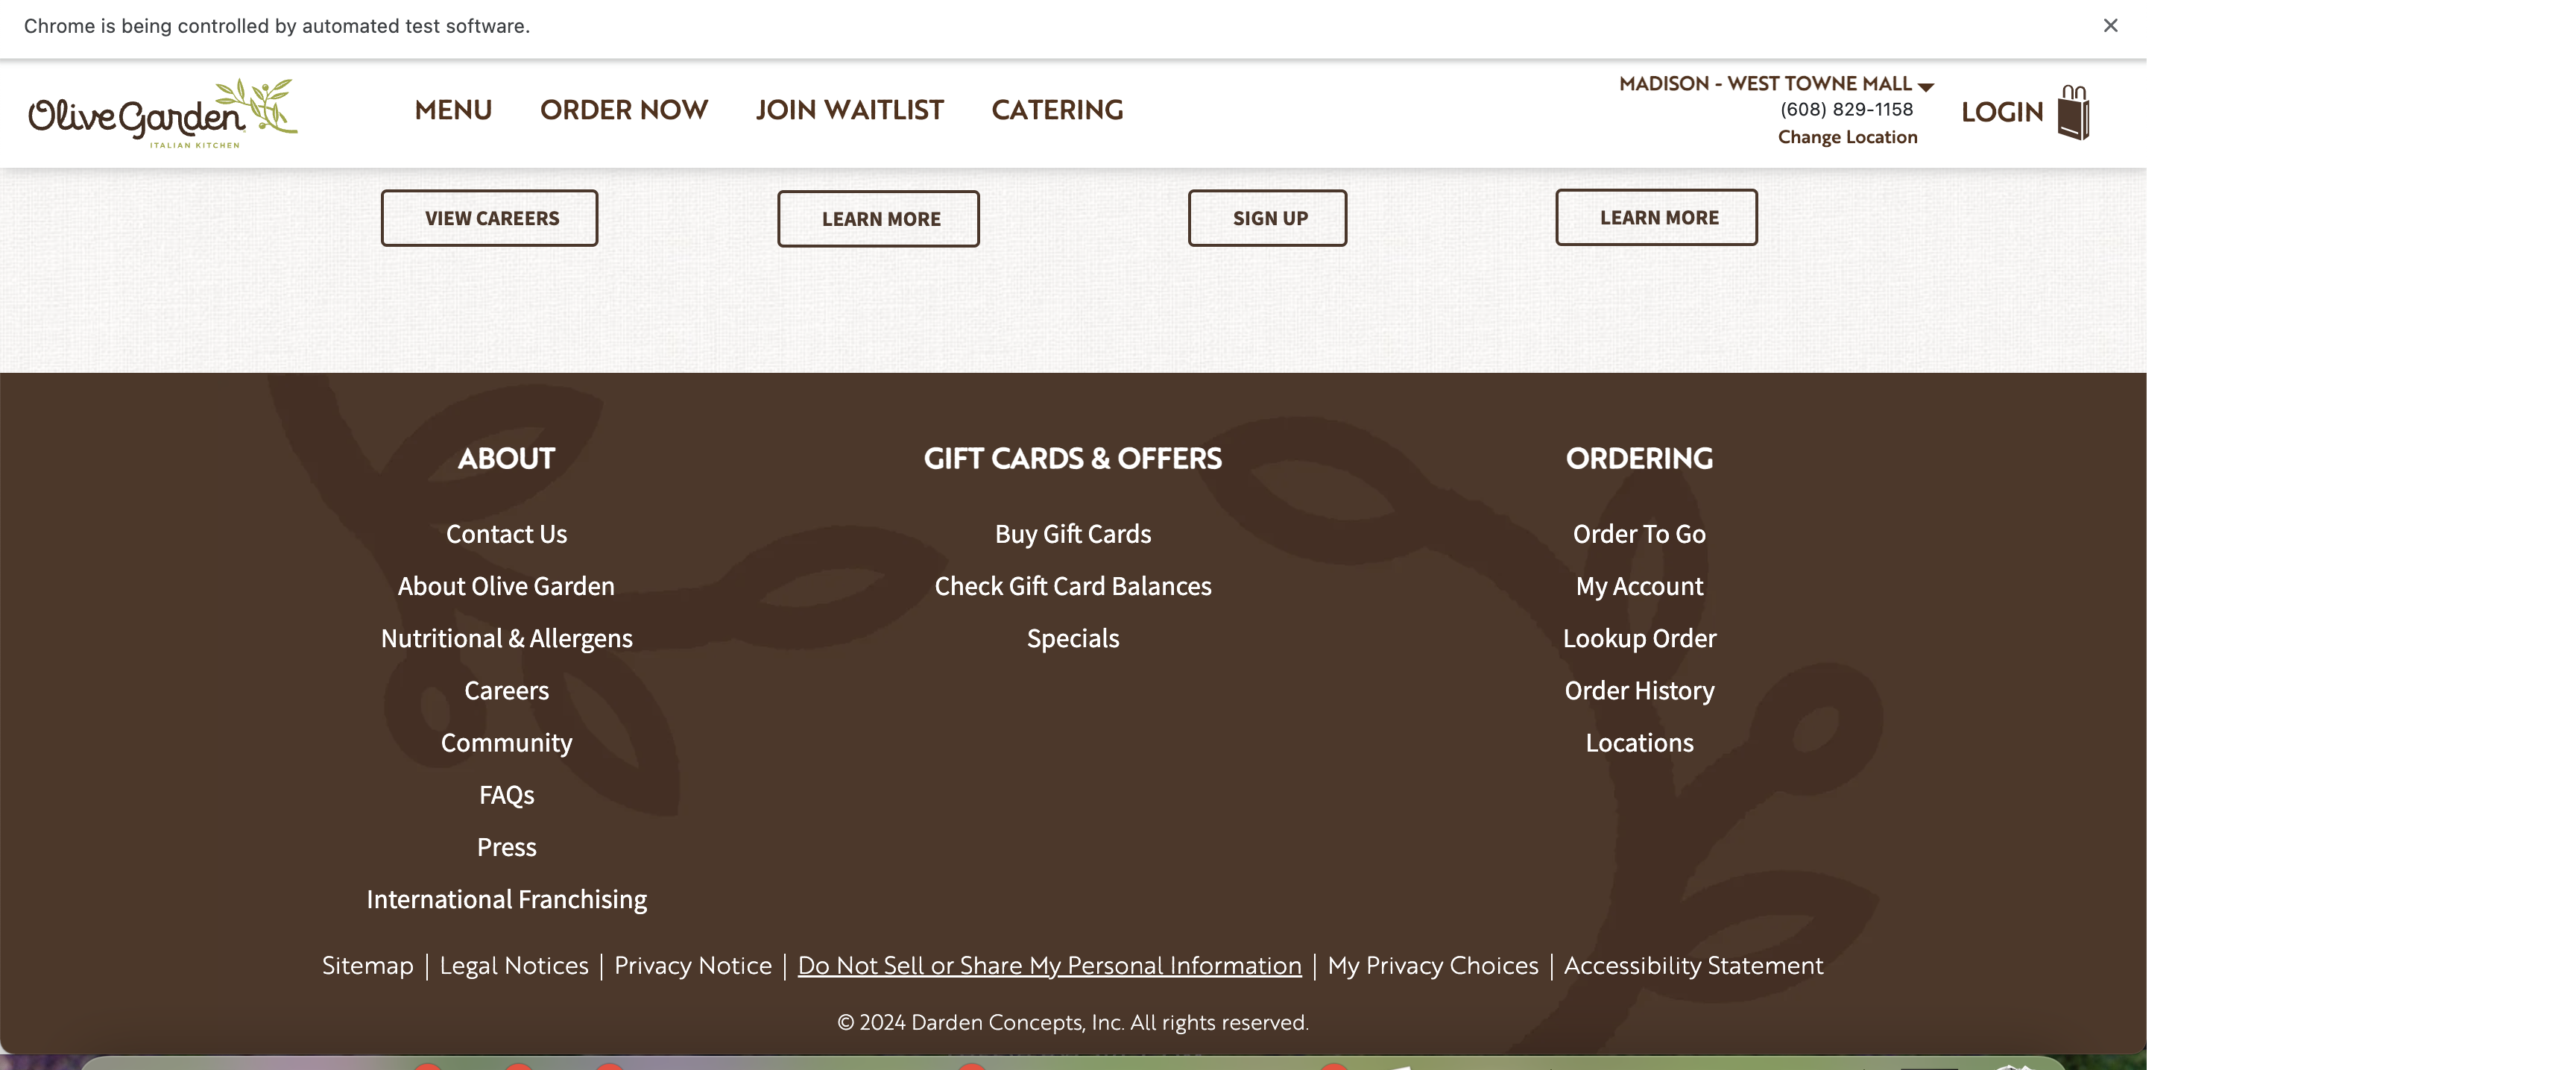 Chrome is being controlled by automated test software.
Olive Garden
ITALIAN KITCHEN
MENU
ORDER NOW
JOIN WAITLIST
CATERING
MADISON - WEST TOWNE MALL
(608) 829-1158
Change Location
LOGIN
VIEW CAREERS
LEARN MORE
SIGN UP
LEARN MORE
ABOUT
Contact Us
About Olive Garden
Nutritional & Allergens
Careers
Community
FAQs
Press
International Franchising
GIFT CARDS & OFFERS
Buy Gift Cards
Check Gift Card Balances
Specials
ORDERING
Order To Go
My Account
Lookup Order
Order History
Locations
Sitemap | Legal Notices | Privacy Notice | Do Not Sell or Share My Personal Information | My Privacy Choices | Accessibility Statement
© 2024 Darden Concepts, Inc. All rights reserved.